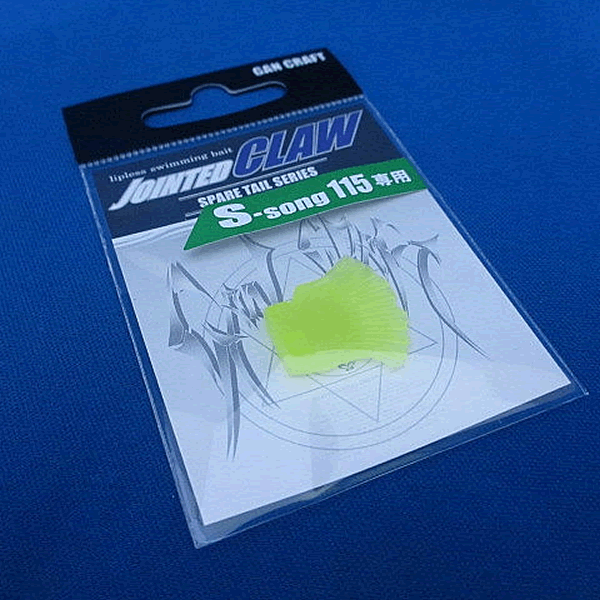 GAN CRAFT
lipless swimming bait
JOINTED CLAW
SPARE TAIL SERIES
S-song 115 専用